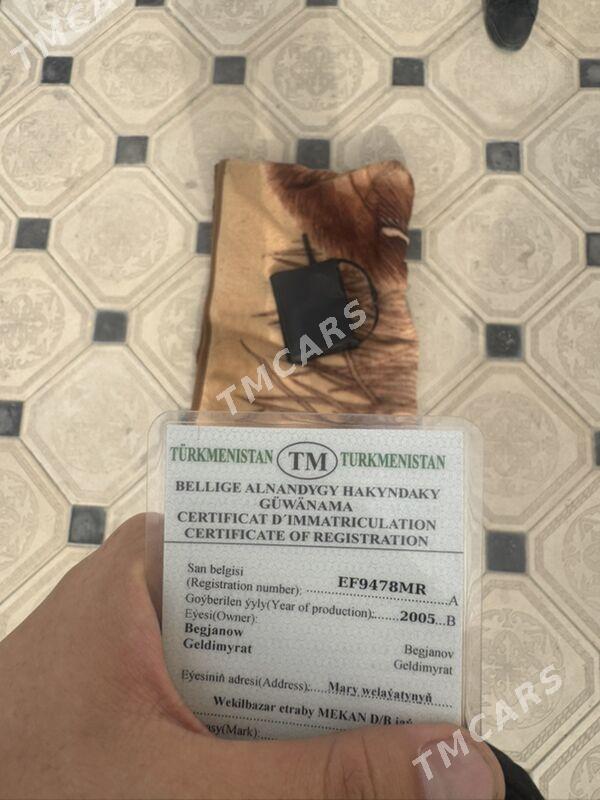 TMCARS
TMCARS
TÜRKMENISTAN TM TURKMENISTAN
BELLIGE ALNANDYGY HAKYNDAKY
GÜWÄNAMA
CERTIFICAT D´IMMATRICULATION
CERTIFICATE OF REGISTRATION
San belgisi
(Registration number): EF9478MR A
Goýberilen ýyly(Year of production): 2005 B
Eýesi(Owner):
Begjanow Begjanov
Geldimyrat Geldimyrat
Eýesiniň adresi(Address): Mary welaýatynyň
Wekilbazar etraby MEKAN D/B
(Mark):
TMCARS